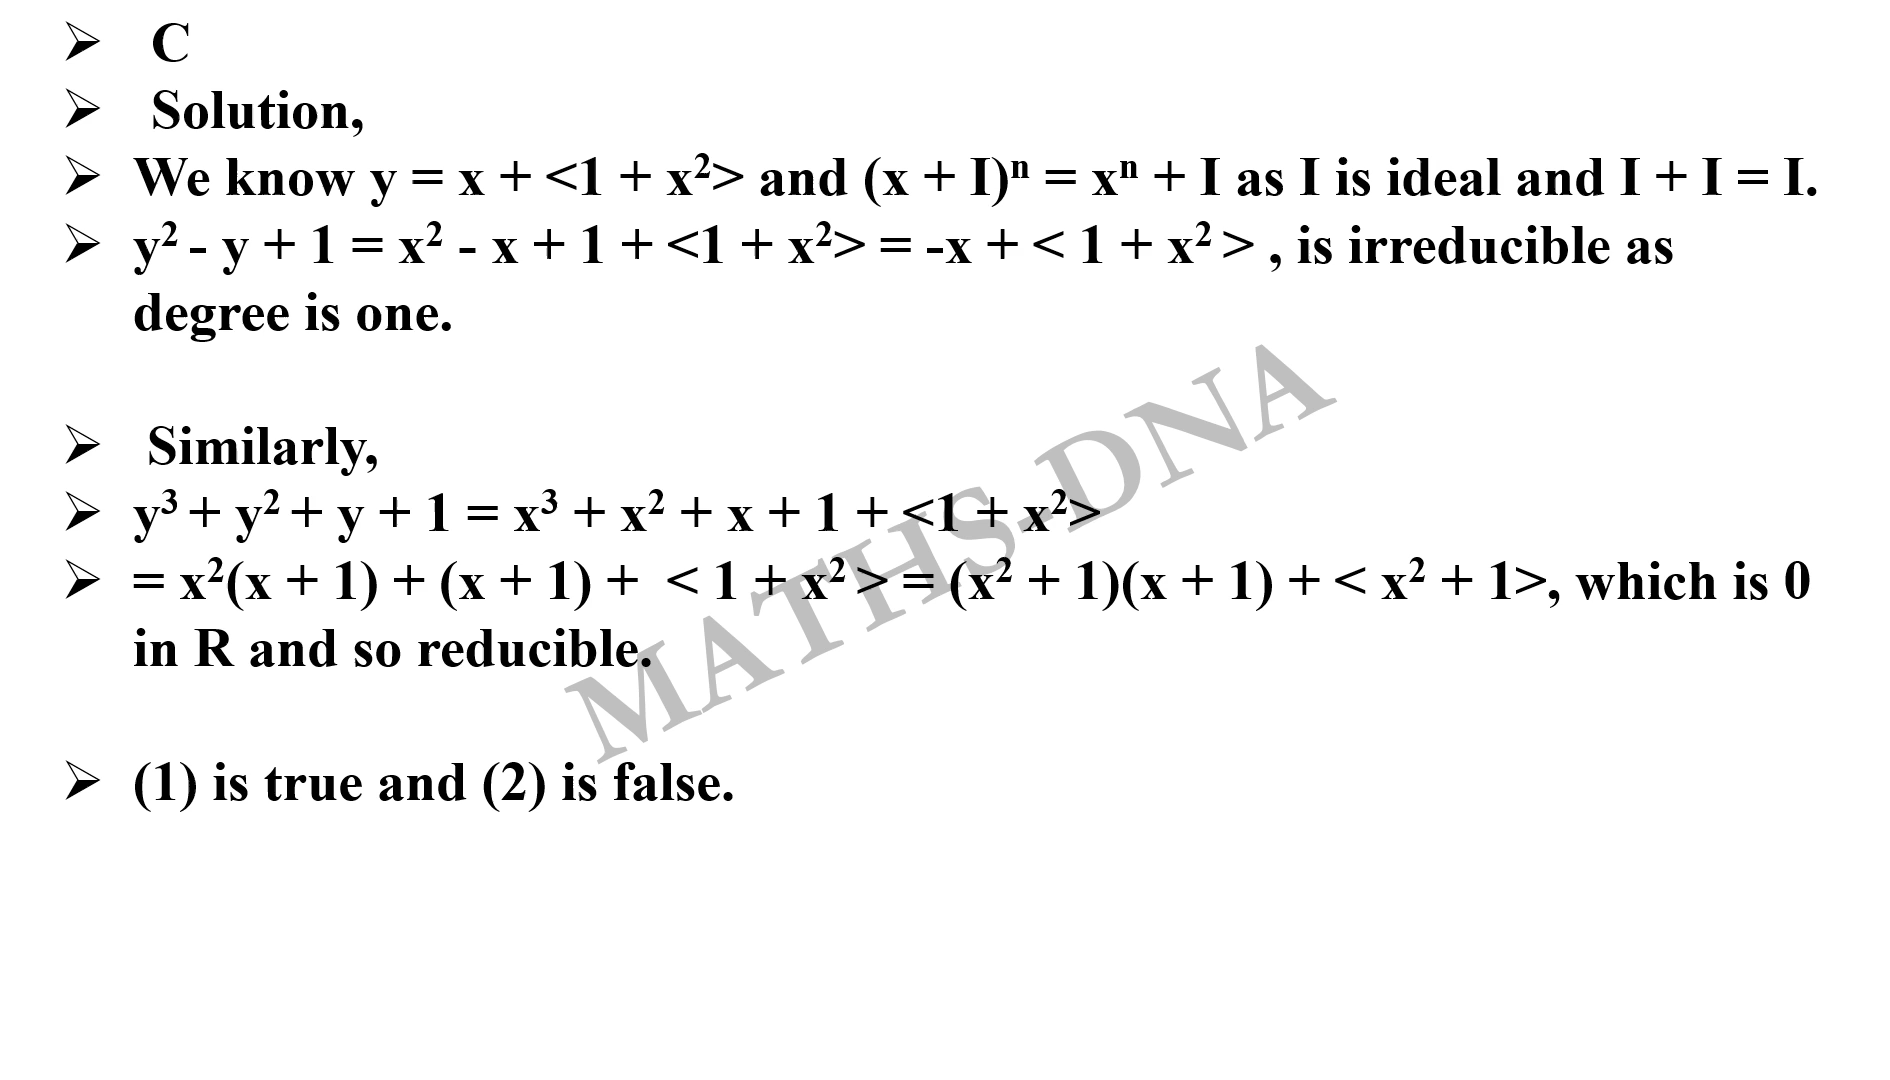 ➢ C
➢ Solution,
➢ We know y = x + <1 + x²> and (x + I)ⁿ = xⁿ + I as I is ideal and I + I = I.
➢ y² - y + 1 = x² - x + 1 + <1 + x²> = -x + < 1 + x² > , is irreducible as
degree is one.
➢ Similarly,
➢ y³ + y² + y + 1 = x³ + x² + x + 1 + <1 + x²>
➢ = x²(x + 1) + (x + 1) + < 1 + x² > = (x² + 1)(x + 1) + < x² + 1>, which is 0
in R and so reducible.
➢ (1) is true and (2) is false.
MATHS-DNA